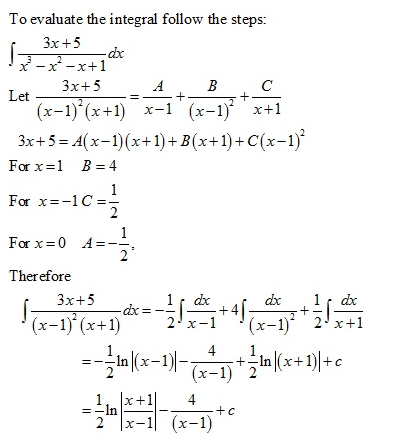 To evaluate the integral follow the steps:
∫ (3x+5)/(x³−x²−x+1) dx
Let (3x+5)/((x−1)²(x+1)) = A/(x−1) + B/(x−1)² + C/(x+1)
3x+5 = A(x−1)(x+1)+B(x+1)+C(x−1)²
For x=1 B=4
For x=−1 C=1/2
For x=0 A=−1/2,
Therefore
∫ (3x+5)/((x−1)²(x+1)) dx = −1/2 ∫ dx/(x−1) + 4∫ dx/(x−1)² + 1/2 ∫ dx/(x+1)
= −1/2 ln|(x−1)| − 4/(x−1) + 1/2 ln|(x+1)| + c
= 1/2 ln|(x+1)/(x−1)| − 4/(x−1) + c